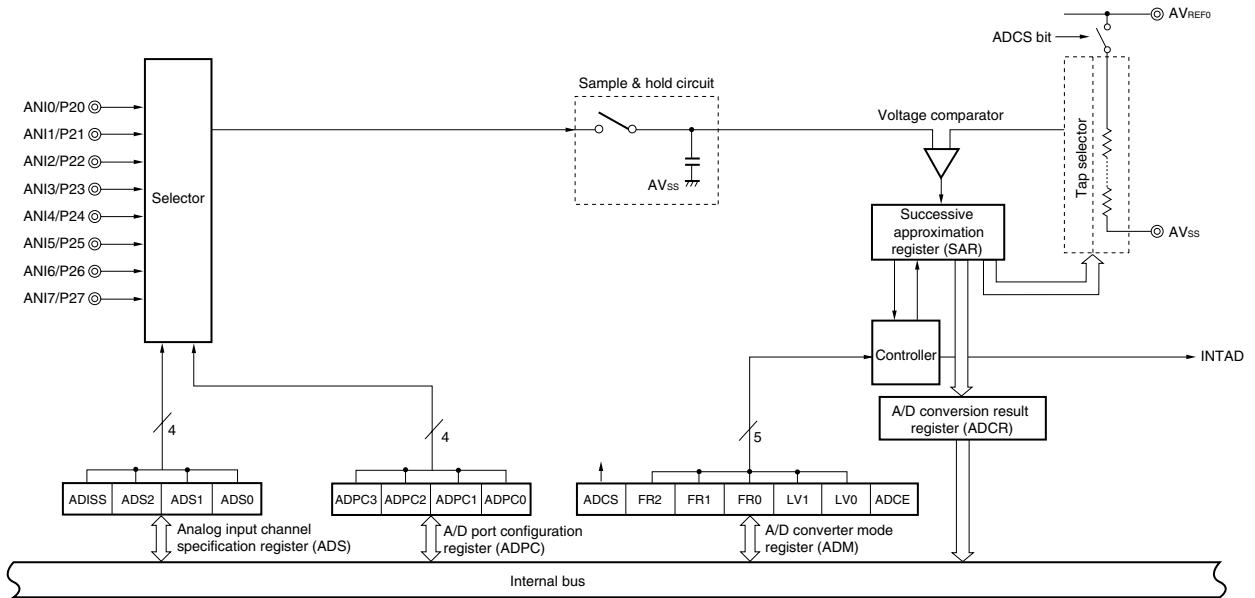 AVREF0
ADCS bit
Sample & hold circuit
Voltage comparator
Tap selector
ANI0/P20
ANI1/P21
ANI2/P22
ANI3/P23
ANI4/P24
ANI5/P25
ANI6/P26
ANI7/P27
Selector
AVSS
Successive
approximation
register (SAR)
AVSS
Controller
INTAD
A/D conversion result
register (ADCR)
4
4
5
ADISS ADS2 ADS1 ADS0
ADPC3 ADPC2 ADPC1 ADPC0
ADCS FR2 FR1 FR0 LV1 LV0 ADCE
Analog input channel
specification register (ADS)
A/D port configuration
register (ADPC)
A/D converter mode
register (ADM)
Internal bus